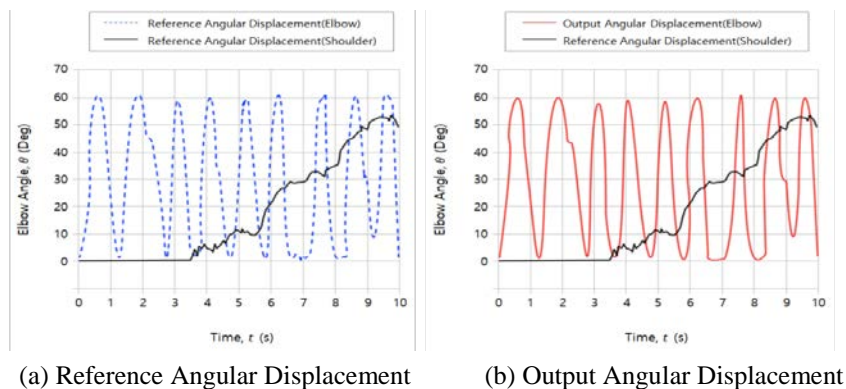 Reference Angular Displacement(Elbow)
Reference Angular Displacement(Shoulder)
70
60
50
40
30
20
10
0
Elbow Angle, θ (Deg)
0 1 2 3 4 5 6 7 8 9 10
Time, t (s)
(a) Reference Angular Displacement
Output Angular Displacement(Elbow)
Reference Angular Displacement(Shoulder)
70
60
50
40
30
20
10
0
Elbow Angle, θ (Deg)
0 1 2 3 4 5 6 7 8 9 10
Time, t (s)
(b) Output Angular Displacement